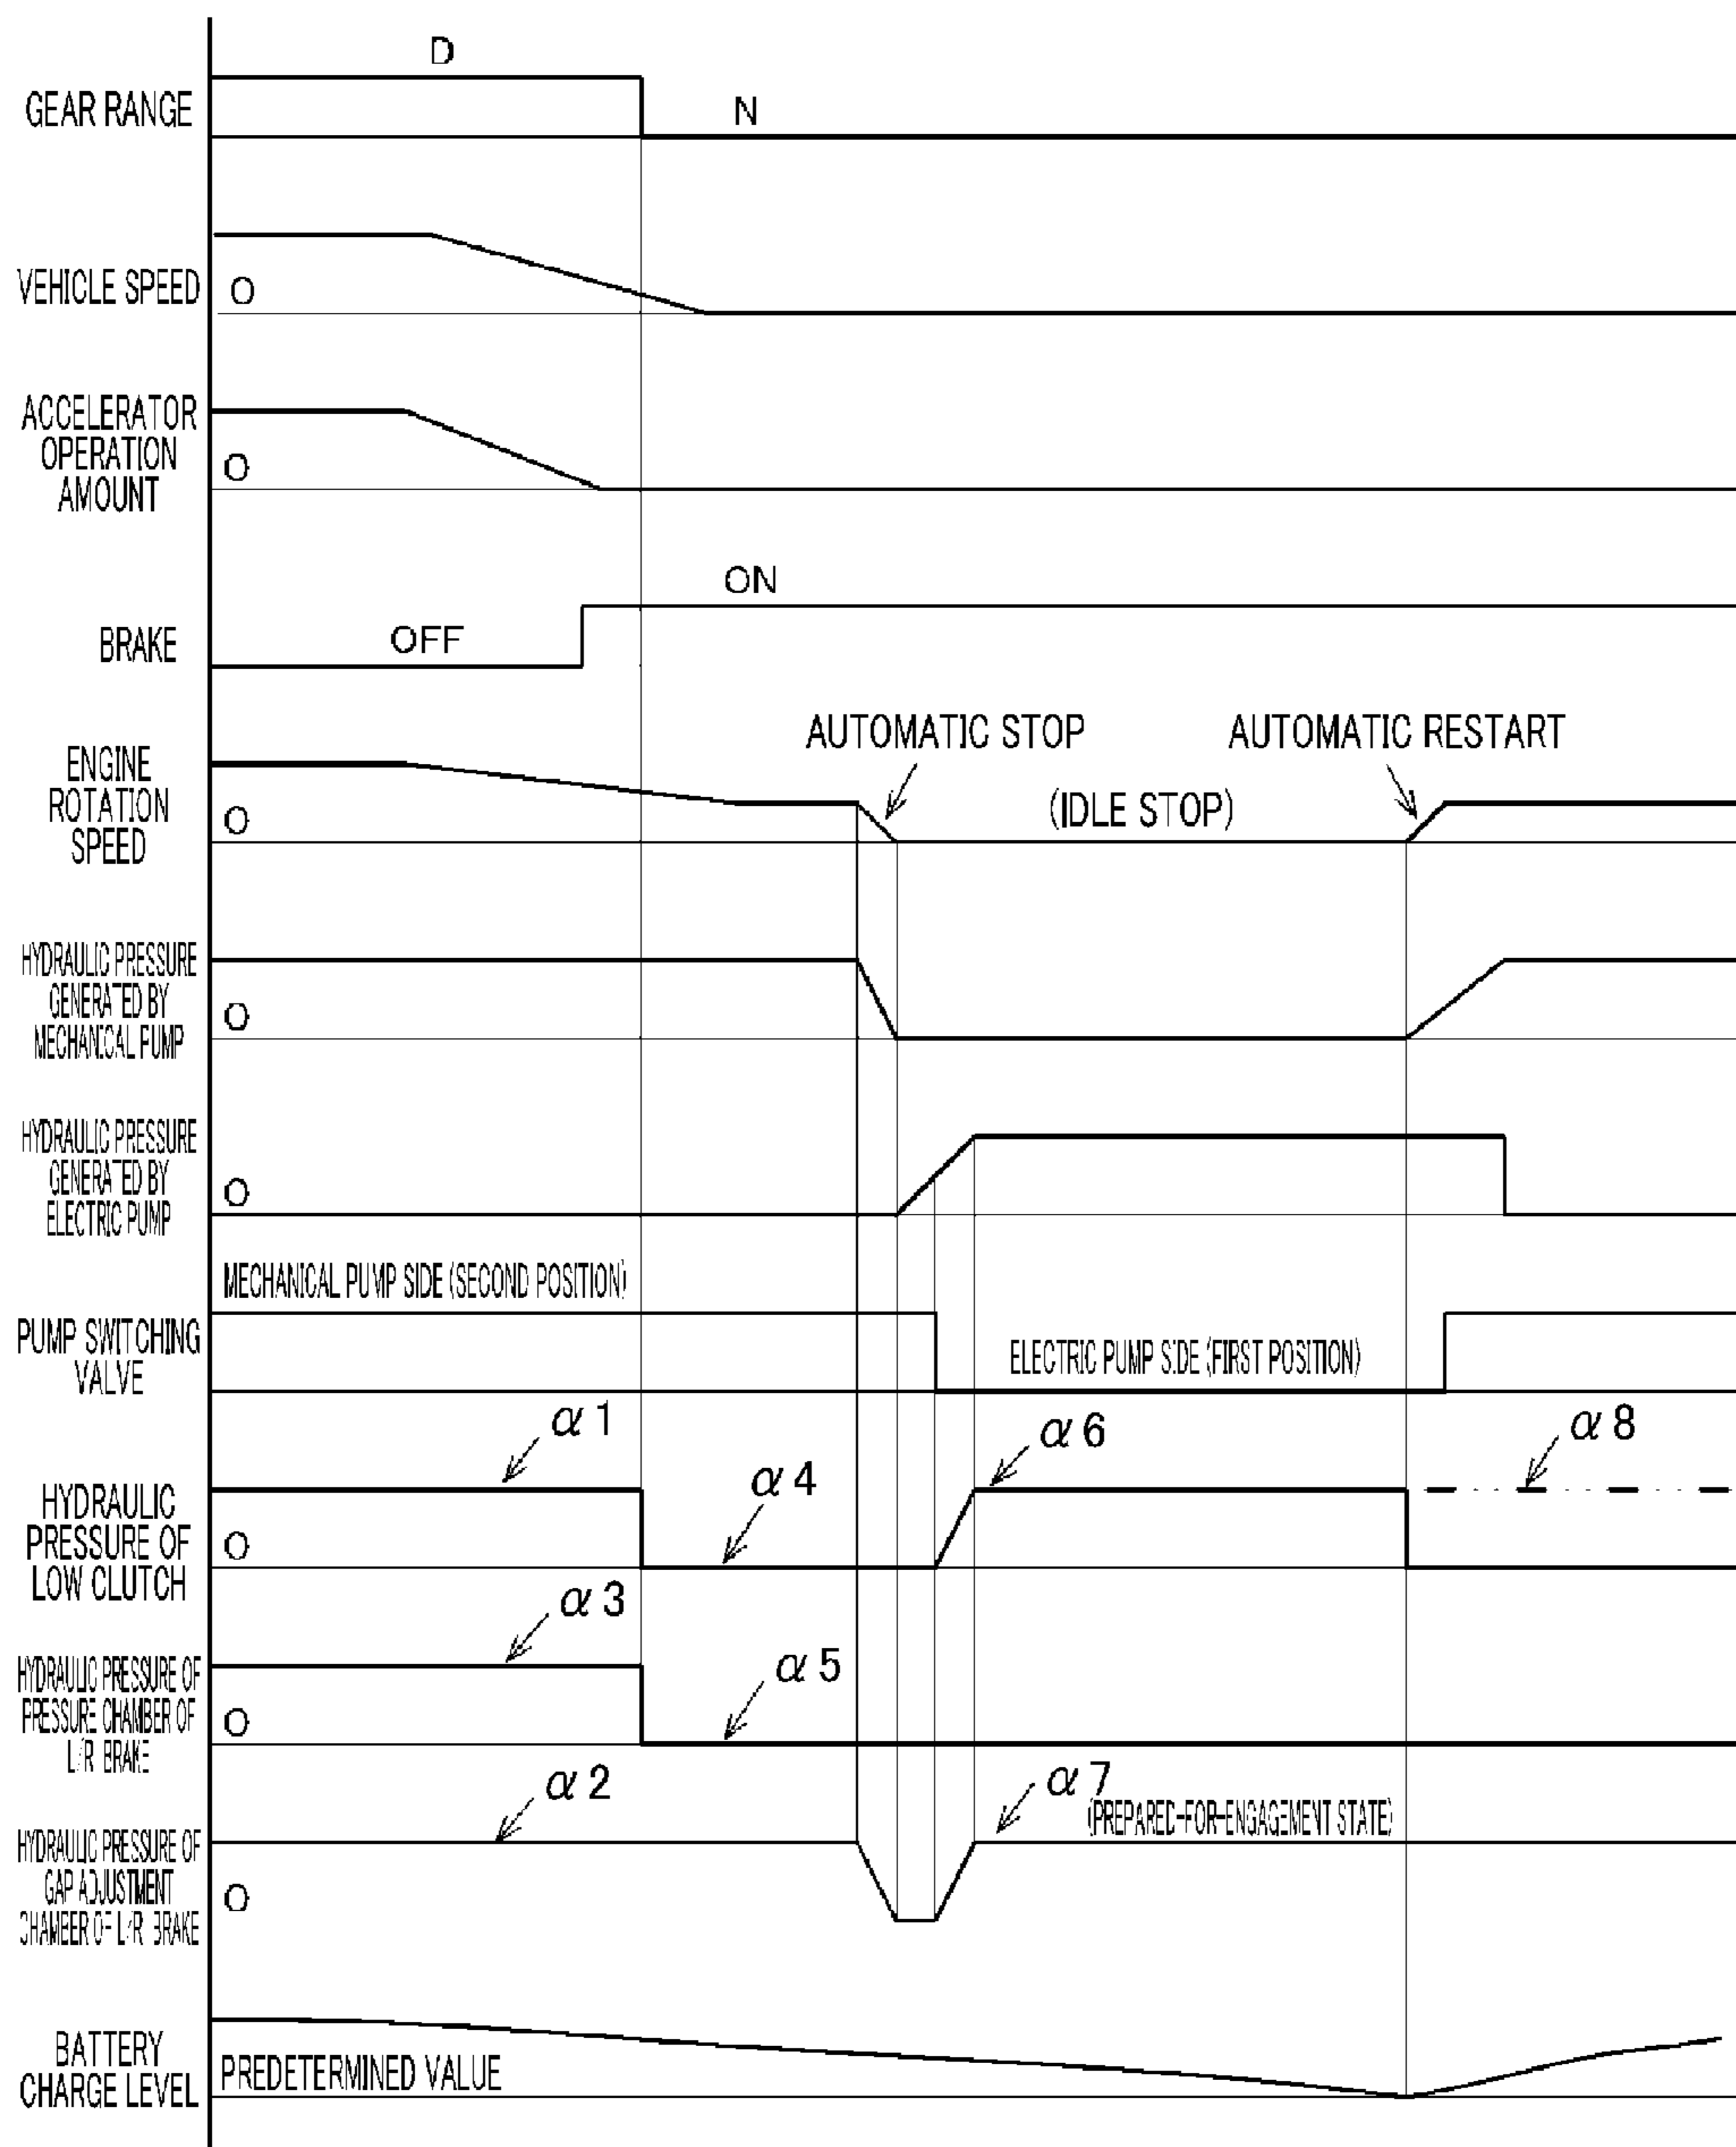 D
GEAR RANGE
N
VEHICLE SPEED
O
ACCELERATOR
OPERATION
AMOUNT
O
ON
BRAKE
OFF
AUTOMATIC STOP
AUTOMATIC RESTART
ENGINE
ROTATION
SPEED
O
(IDLE STOP)
HYDRAULIC PRESSURE
GENERATED BY
MECHANICAL PUMP
O
HYDRAULIC PRESSURE
GENERATED BY
ELECTRIC PUMP
O
MECHANICAL PUMP SIDE (SECOND POSITION)
PUMP SWITCHING
VALVE
ELECTRIC PUMP SIDE (FIRST POSITION)
α1
α6
α8
α4
HYDRAULIC
PRESSURE OF
LOW CLUTCH
O
α3
α5
HYDRAULIC PRESSURE OF
PRESSURE CHAMBER OF
L/R BRAKE
O
α2
α7
(PREPARED-FOR-ENGAGEMENT STATE)
HYDRAULIC PRESSURE OF
GAP ADJUSTMENT
CHAMBER OF L/R BRAKE
O
BATTERY
CHARGE LEVEL
PREDETERMINED VALUE